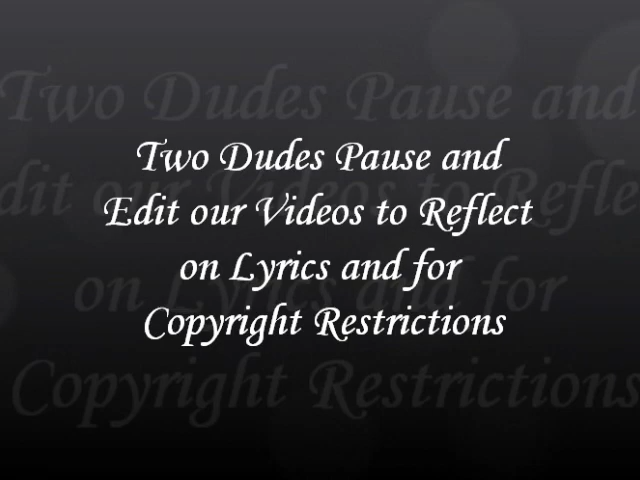 Two Dudes Pause and
Edit our Videos to Reflect
on Lyrics and for
Copyright Restrictions